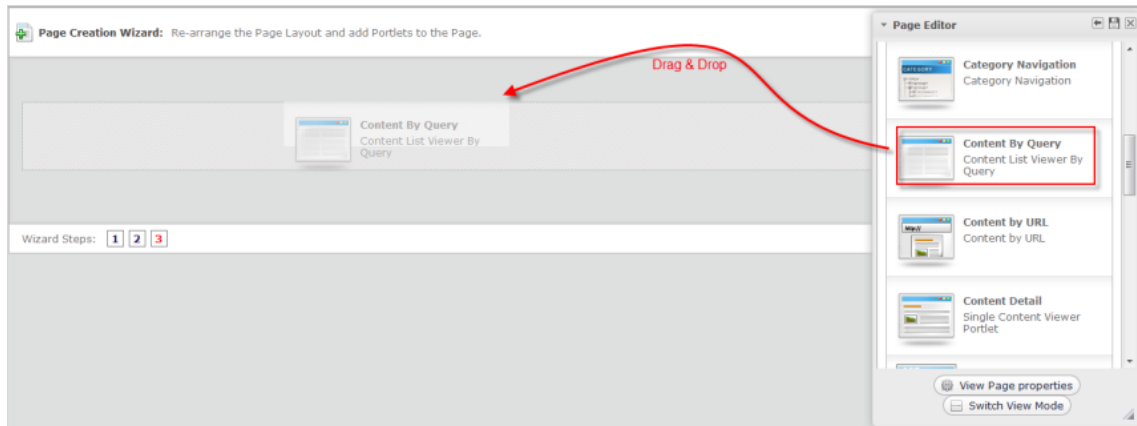 Page Creation Wizard: Re-arrange the Page Layout and add Portlets to the Page.
Drag & Drop
Content By Query
Content List Viewer By
Query
Wizard Steps: 1 2 3
Page Editor
CATEGORY
Category Navigation
Category Navigation
Content By Query
Content List Viewer By
Query
http://
Content by URL
Content by URL
Content Detail
Single Content Viewer
Portlet
View Page properties
Switch View Mode